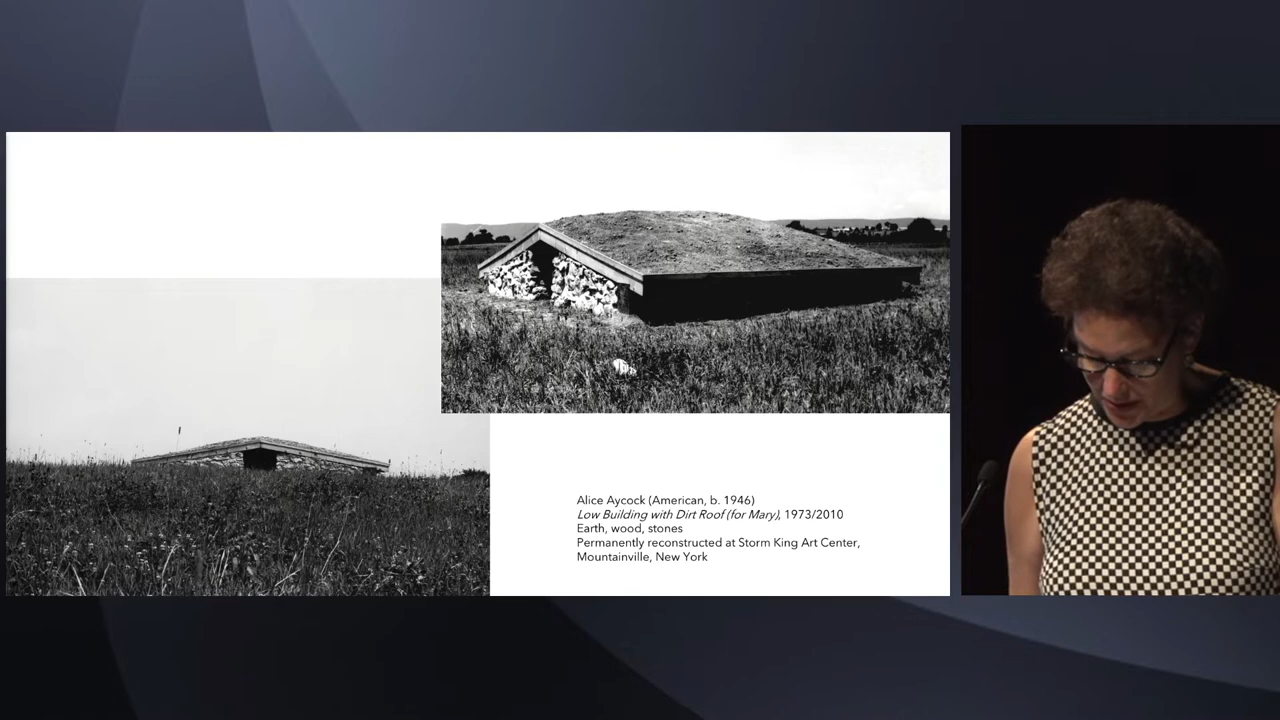 Alice Aycock (American, b. 1946)
Low Building with Dirt Roof (for Mary), 1973/2010
Earth, wood, stones
Permanently reconstructed at Storm King Art Center,
Mountainville, New York